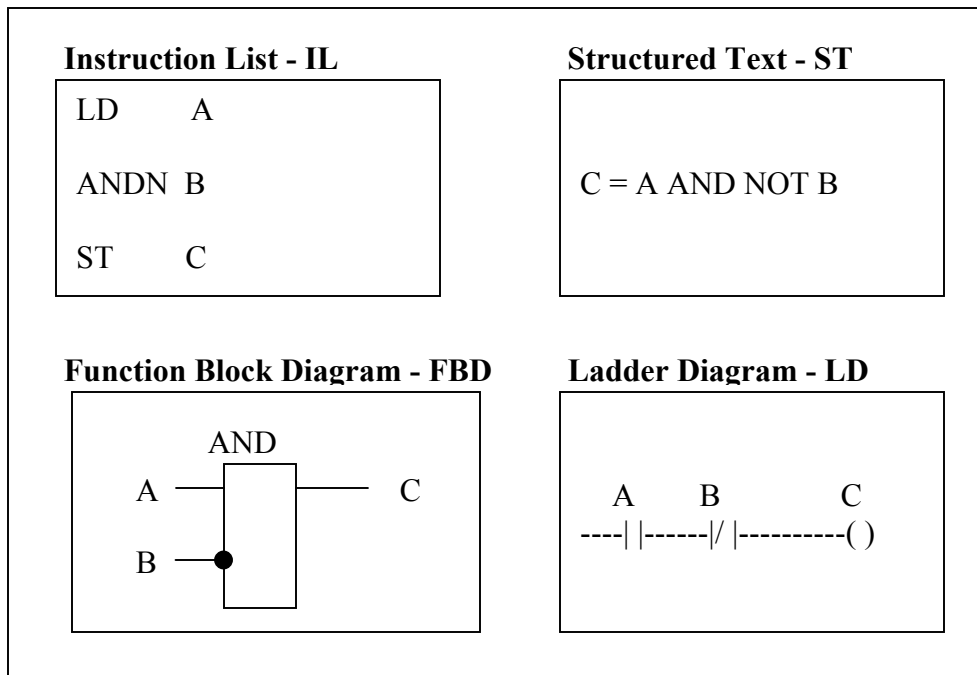 Instruction List - IL
LD A
ANDN B
ST C
Structured Text - ST
C = A AND NOT B
Function Block Diagram - FBD
AND
A C
B
Ladder Diagram - LD
A B C
----| |------|/ |----------( )